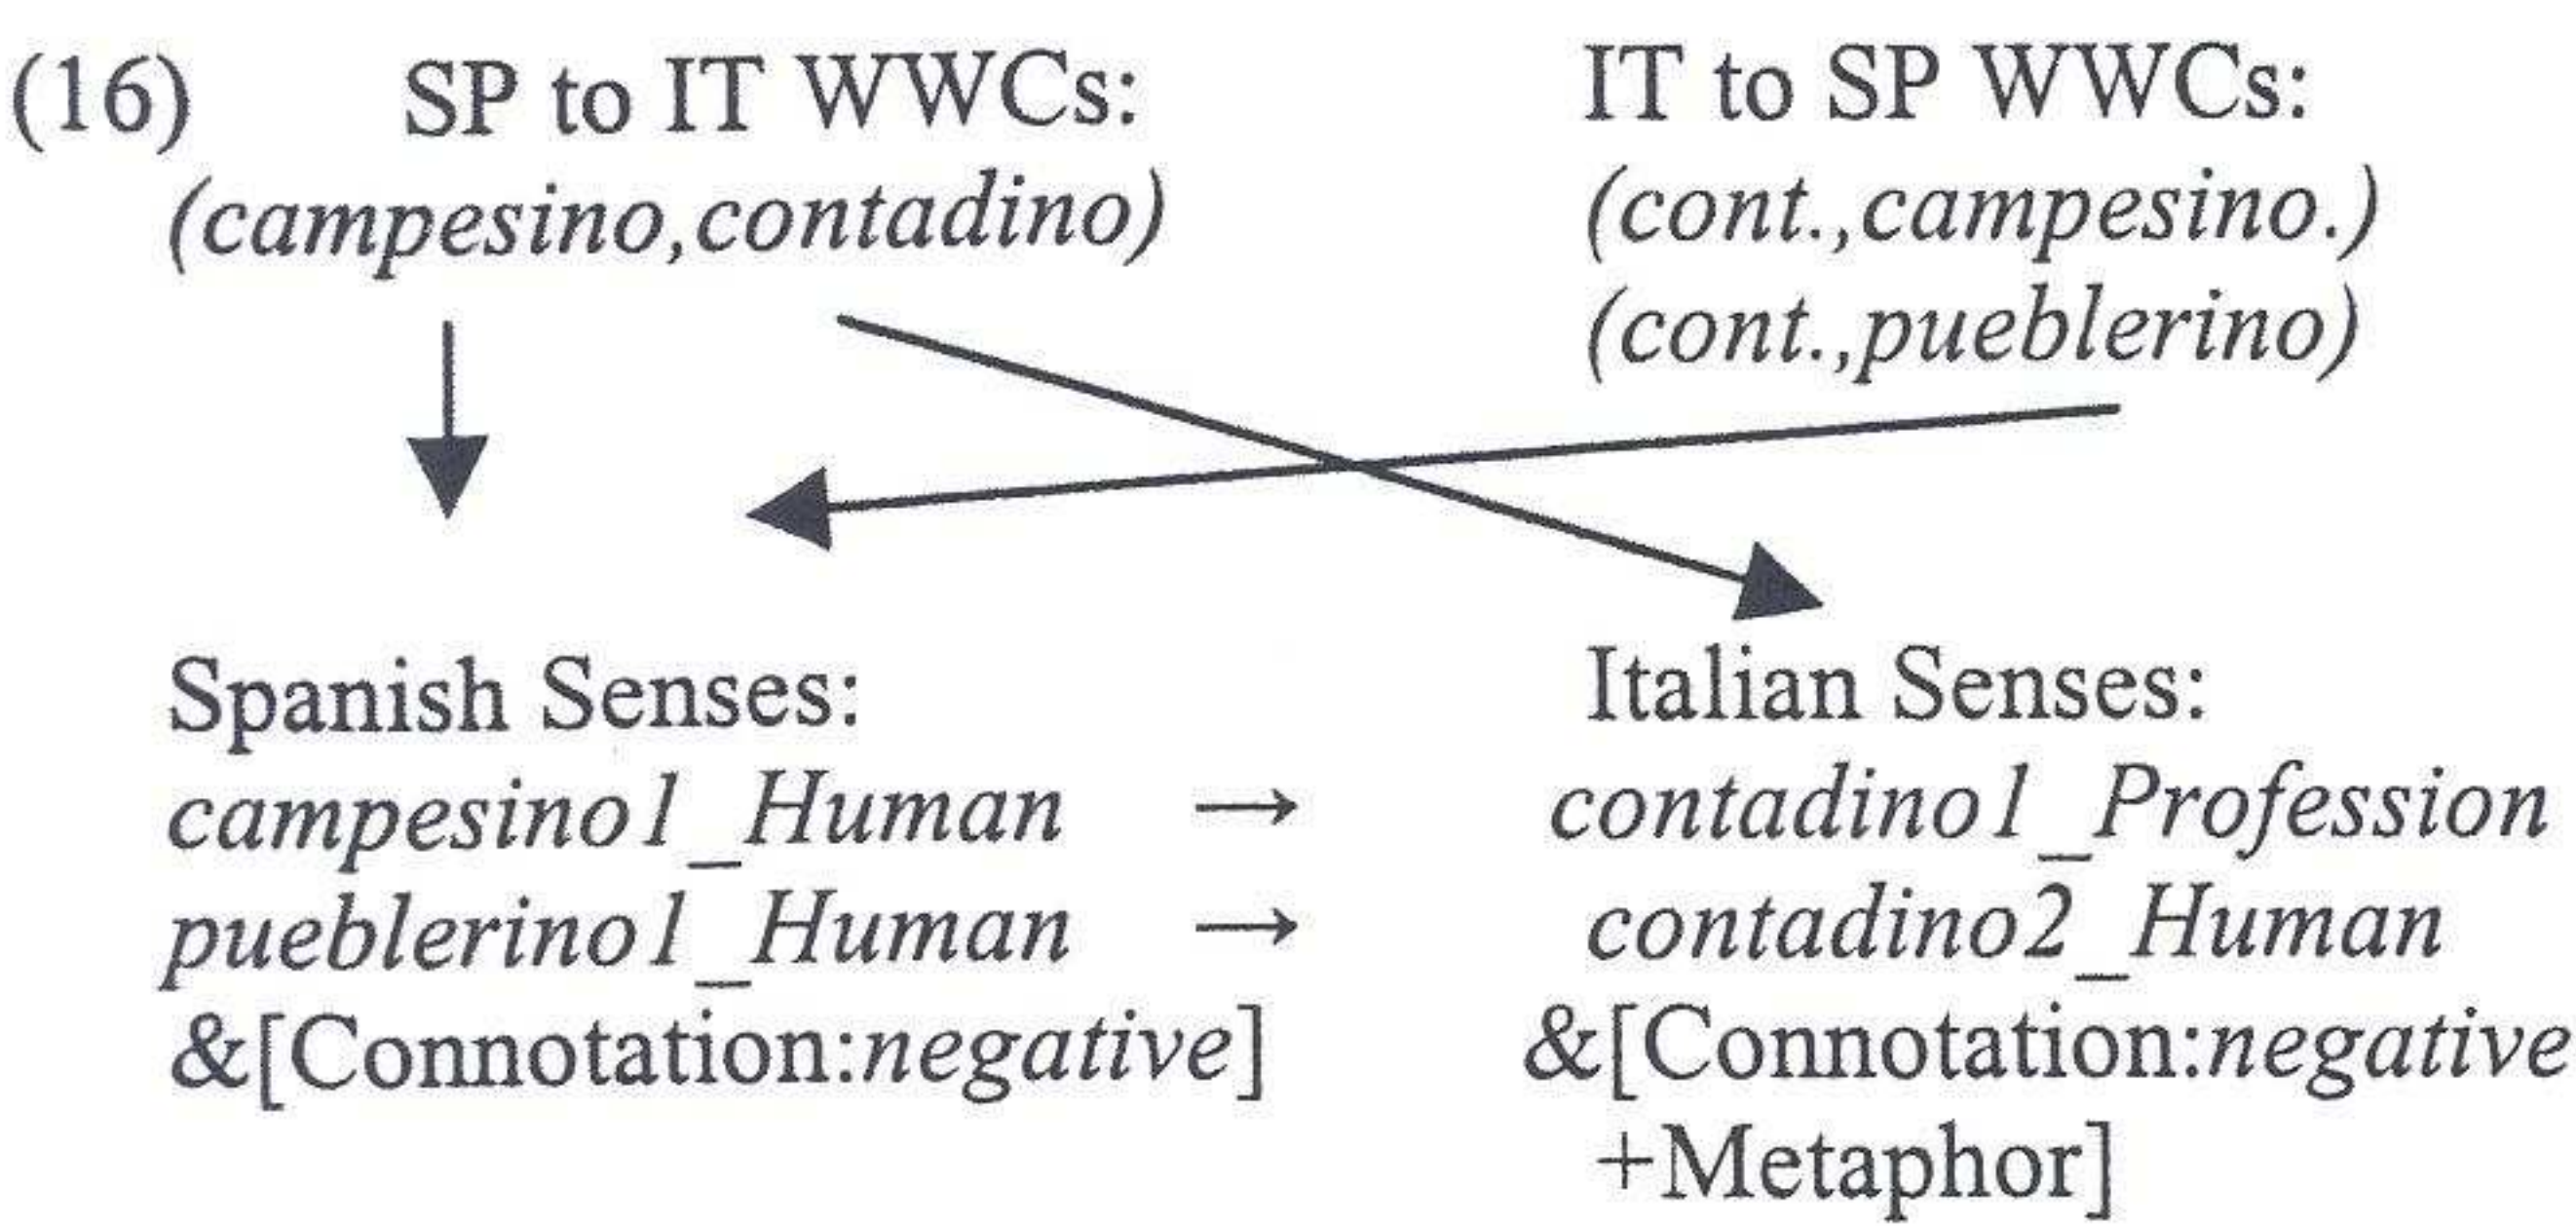 (16) SP to IT WWCs: IT to SP WWCs:
(campesino,contadino) (cont.,campesino.)
(cont.,pueblerino)
Spanish Senses: Italian Senses:
campesino1_Human → contadino1_Profession
pueblerino1_Human → contadino2_Human
&[Connotation:negative] &[Connotation:negative
+Metaphor]